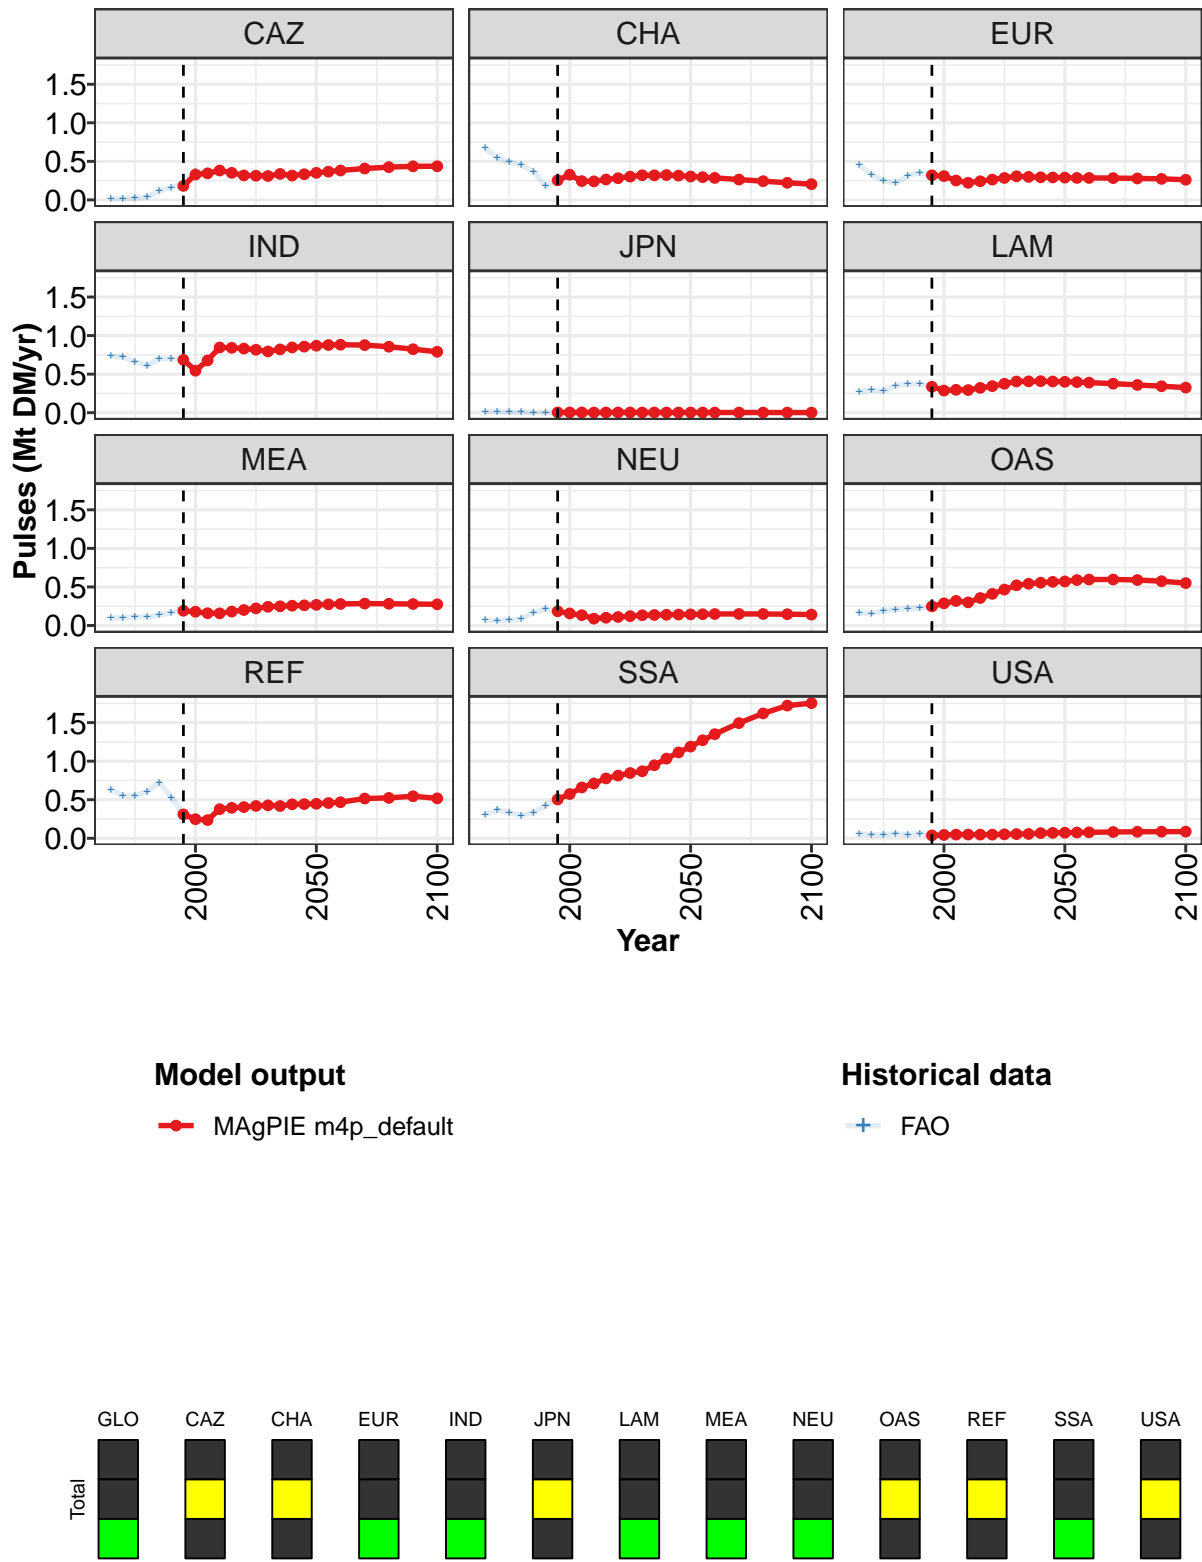 CAZ CHA EUR
1.5
1.0
0.5
0.0
IND JPN LAM
1.5
1.0
0.5
0.0
MEA NEU OAS
1.5
1.0
0.5
0.0
REF SSA USA
1.5
1.0
0.5
0.0
Pulses (Mt DM/yr)
2000 2050 2100 2000 2050 2100 2000 2050 2100
Year
Model output
MAgPIE m4p_default
Historical data
FAO
GLO CAZ CHA EUR IND JPN LAM MEA NEU OAS REF SSA USA
Total